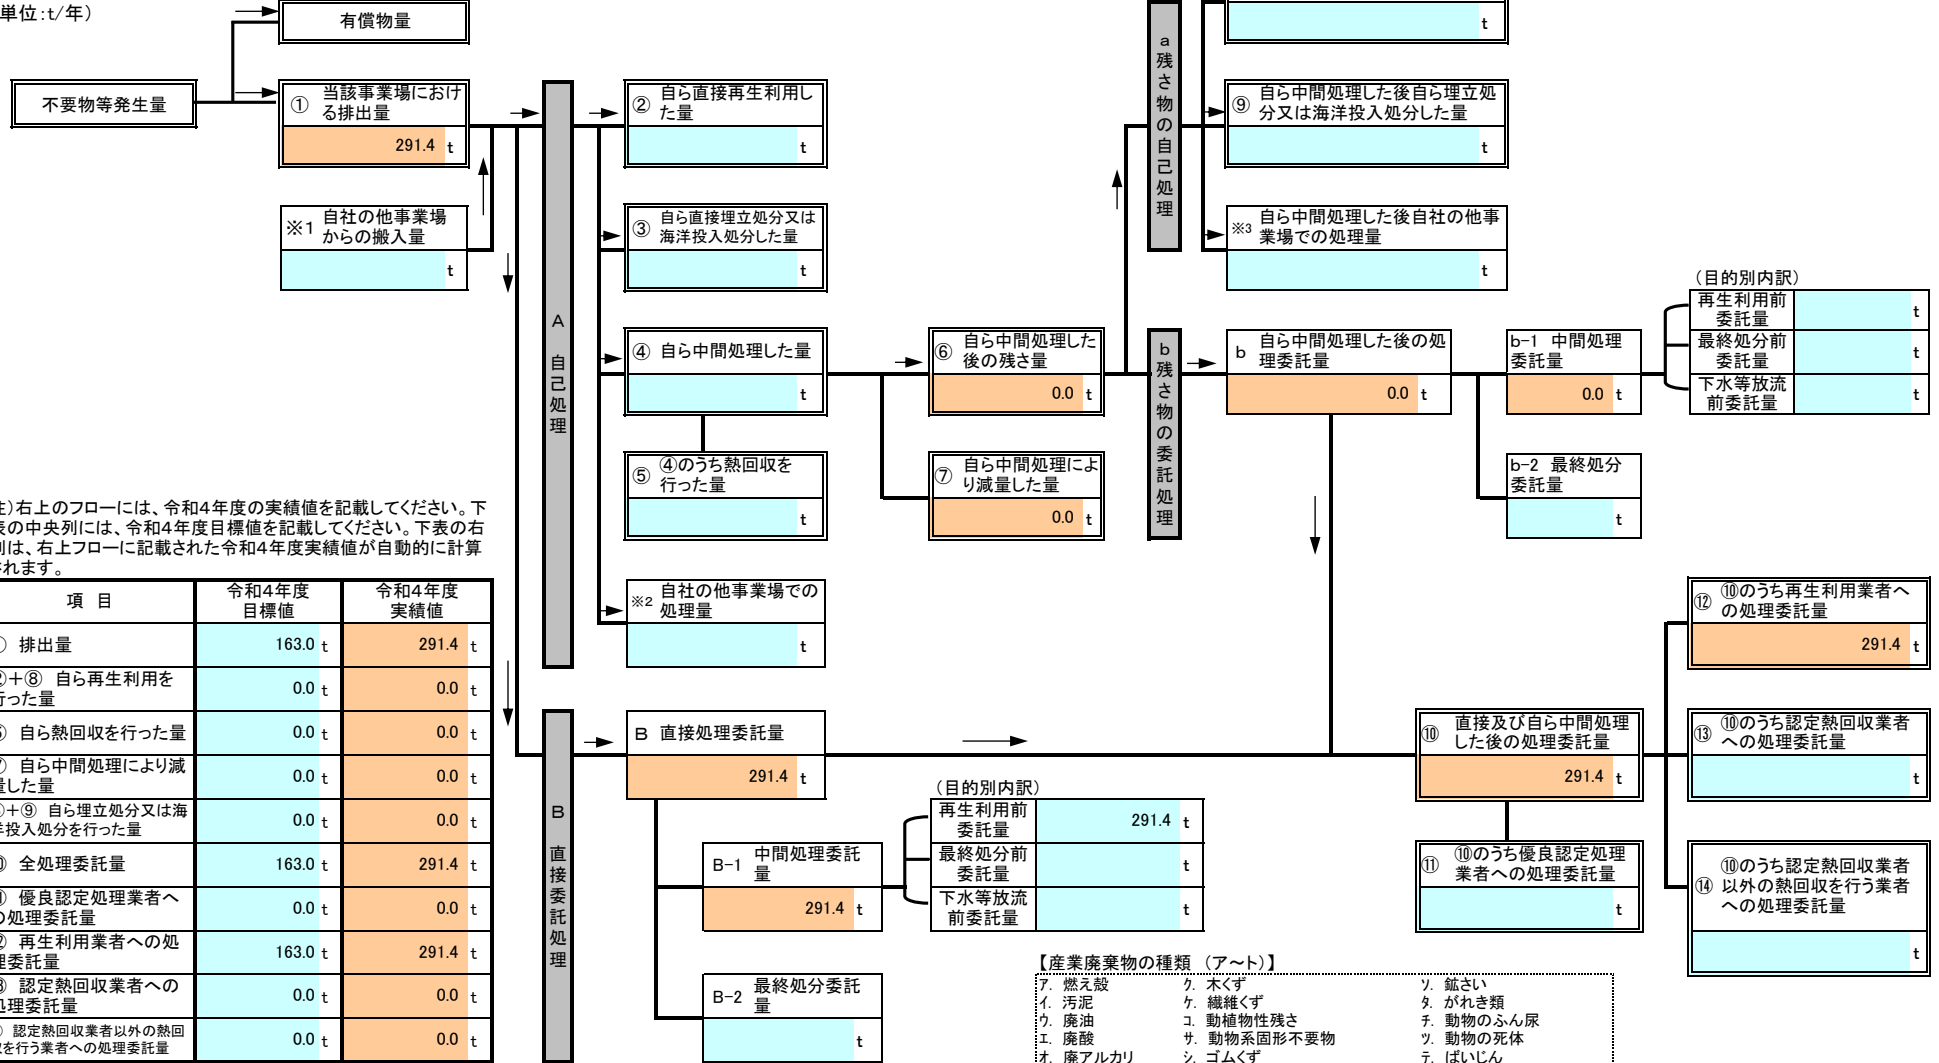 単位:t/年）
有償物量
不要物等発生量
① 当該事業場におけ
る排出量
291.4 t
※1 自社の他事業場
からの搬入量
t
A 自己処理
② 自ら直接再生利用し
た量
t
③ 自ら直接埋立処分又は
海洋投入処分した量
t
④ 自ら中間処理した量
t
⑤ ④のうち熱回収を
行った量
t
※2 自社の他事業場での
処理量
t
⑥ 自ら中間処理した
後の残さ量
0.0 t
⑦ 自ら中間処理によ
り減量した量
0.0 t
a 残さ物の自己処理
t
⑨ 自ら中間処理した後自ら埋立処
分又は海洋投入処分した量
t
※3 自ら中間処理した後自社の他事
業場での処理量
t
b 残さ物の委託処理
b 自ら中間処理した後の処
理委託量
0.0 t
b-1 中間処理
委託量
0.0 t
b-2 最終処分
委託量
t
（目的別内訳）
再生利用前
委託量
t
最終処分前
委託量
t
下水等放流
前委託量
t
注）右上のフローには、令和4年度の実績値を記載してください。下
表の中央列には、令和4年度目標値を記載してください。下表の右
列は、右上フローに記載された令和4年度実績値が自動的に計算
されます。
項 目 令和4年度
目標値 令和4年度
実績値
① 排出量 163.0 t 291.4 t
②＋⑧ 自ら再生利用を
行った量 0.0 t 0.0 t
⑤ 自ら熱回収を行った量 0.0 t 0.0 t
⑦ 自ら中間処理により減
量した量 0.0 t 0.0 t
③＋⑨ 自ら埋立処分又は海
洋投入処分を行った量 0.0 t 0.0 t
⑩ 全処理委託量 163.0 t 291.4 t
⑪ 優良認定処理業者へ
の処理委託量 0.0 t 0.0 t
⑫ 再生利用業者への処
理委託量 163.0 t 291.4 t
⑬ 認定熱回収業者への
処理委託量 0.0 t 0.0 t
⑭ 認定熱回収業者以外の熱回
収を行う業者への処理委託量 0.0 t 0.0 t
B 直接委託処理
B 直接処理委託量
291.4 t
B-1 中間処理委託
量
291.4 t
B-2 最終処分委託
量
t
（目的別内訳）
再生利用前
委託量
291.4 t
最終処分前
委託量
t
下水等放流
前委託量
t
⑩ 直接及び自ら中間処理
した後の処理委託量
291.4 t
⑪ ⑩のうち優良認定処理
業者への処理委託量
t
⑫ ⑩のうち再生利用業者へ
の処理委託量
291.4 t
⑬ ⑩のうち認定熱回収業者
への処理委託量
t
⑭ ⑩のうち認定熱回収業者
以外の熱回収を行う業者
への処理委託量
t
【産業廃棄物の種類 （ア～ト）】
ア. 燃え殻 ク. 木くず ソ. 鉱さい
イ. 汚泥 ケ. 繊維くず タ. がれき類
ウ. 廃油 コ. 動植物性残さ チ. 動物のふん尿
エ. 廃酸 サ. 動物系固形不要物 ツ. 動物の死体
オ. 廃アルカリ シ. ゴムくず テ. ばいじん